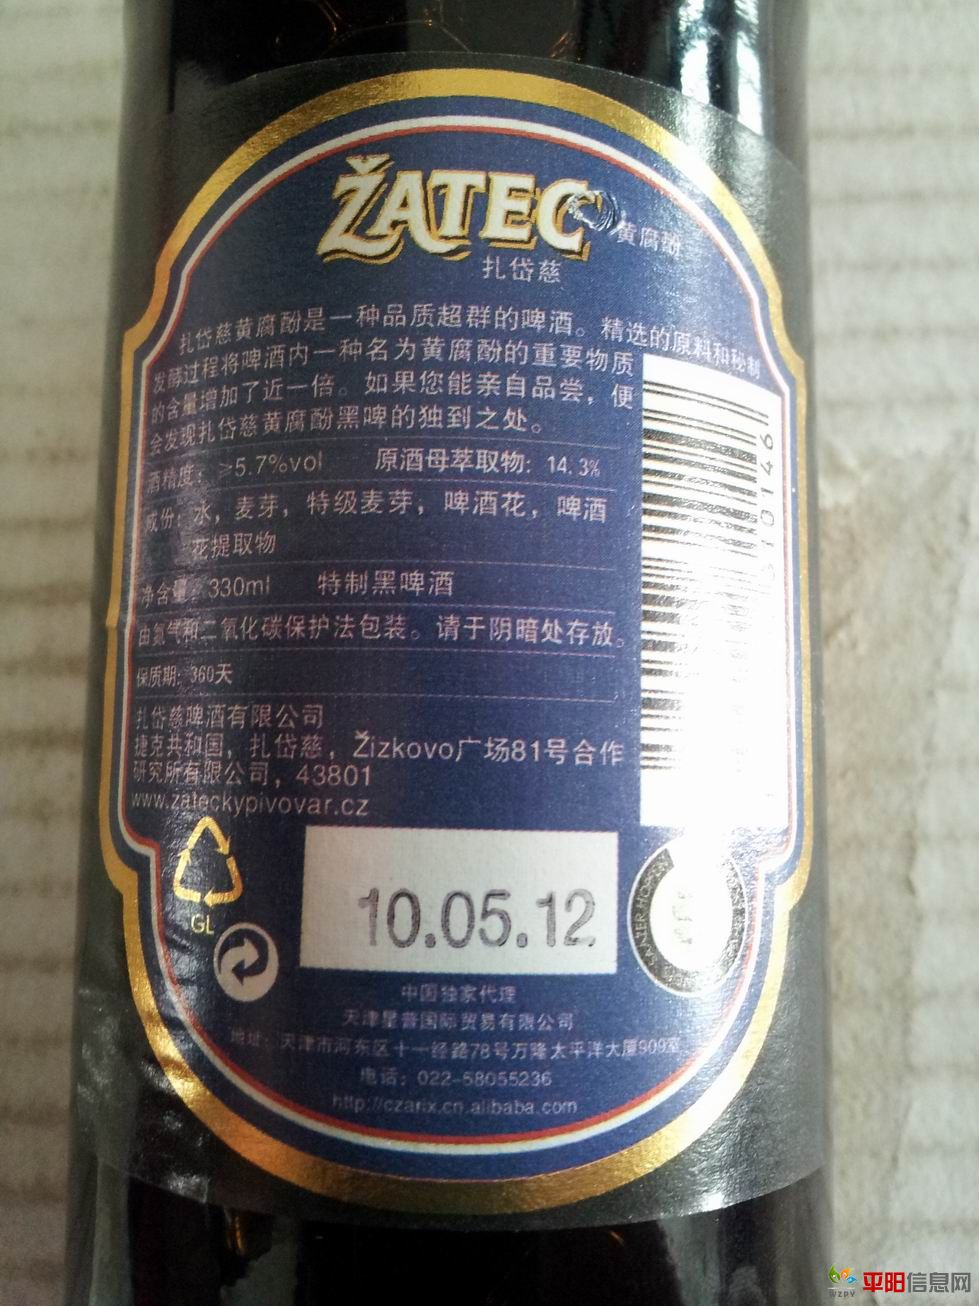 ŽATEC
黄腐酚
扎岱慈
扎岱慈黄腐酚是一种品质超群的啤酒。精选的原料和秘制
发酵过程将啤酒内一种名为黄腐酚的重要物质
的含量增加了近一倍。如果您能亲自品尝，便
会发现扎岱慈黄腐酚黑啤的独到之处。
酒精度：≥5.7%vol 原酒母萃取物：14.3%
成份：水，麦芽，特级麦芽，啤酒花，啤酒
花提取物
净含量：330ml 特制黑啤酒
由氮气和二氧化碳保护法包装。请于阴暗处存放。
保质期：360天
扎岱慈啤酒有限公司
捷克共和国，扎岱慈，Žizkovo广场81号合作
研究所有限公司，43801
www.zateckypivovar.cz
GL
10.05.12
中国独家代理
天津星普国际贸易有限公司
地址：天津市河东区十一经路78号万隆太平洋大厦909室
电话：022-58055236
http://czarix.cn.alibaba.com
平阳信息网
WZPY